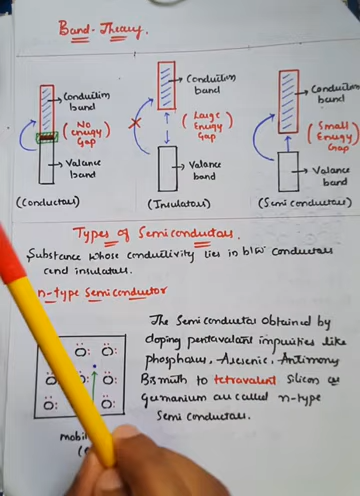 Band-Theory.
Conduction band
(No energy Gap)
Valance band
(Conductors)
Conduction band
(Large Energy Gap)
Valance band
(Insulators)
Conduction band
(Small Energy Gap)
Valance band
(Semi conductors)
Types of Semiconductors.
Substance whose conductivity lies in b/w conductors
and insulators.
n-type Semiconductor
The Semiconductor obtained by
doping pentavalent impurities like
phosphorus, Aresenic, Antimony
Bismuth to tetravalent Silicon or
Germanium are called n-type
Semi conductors.